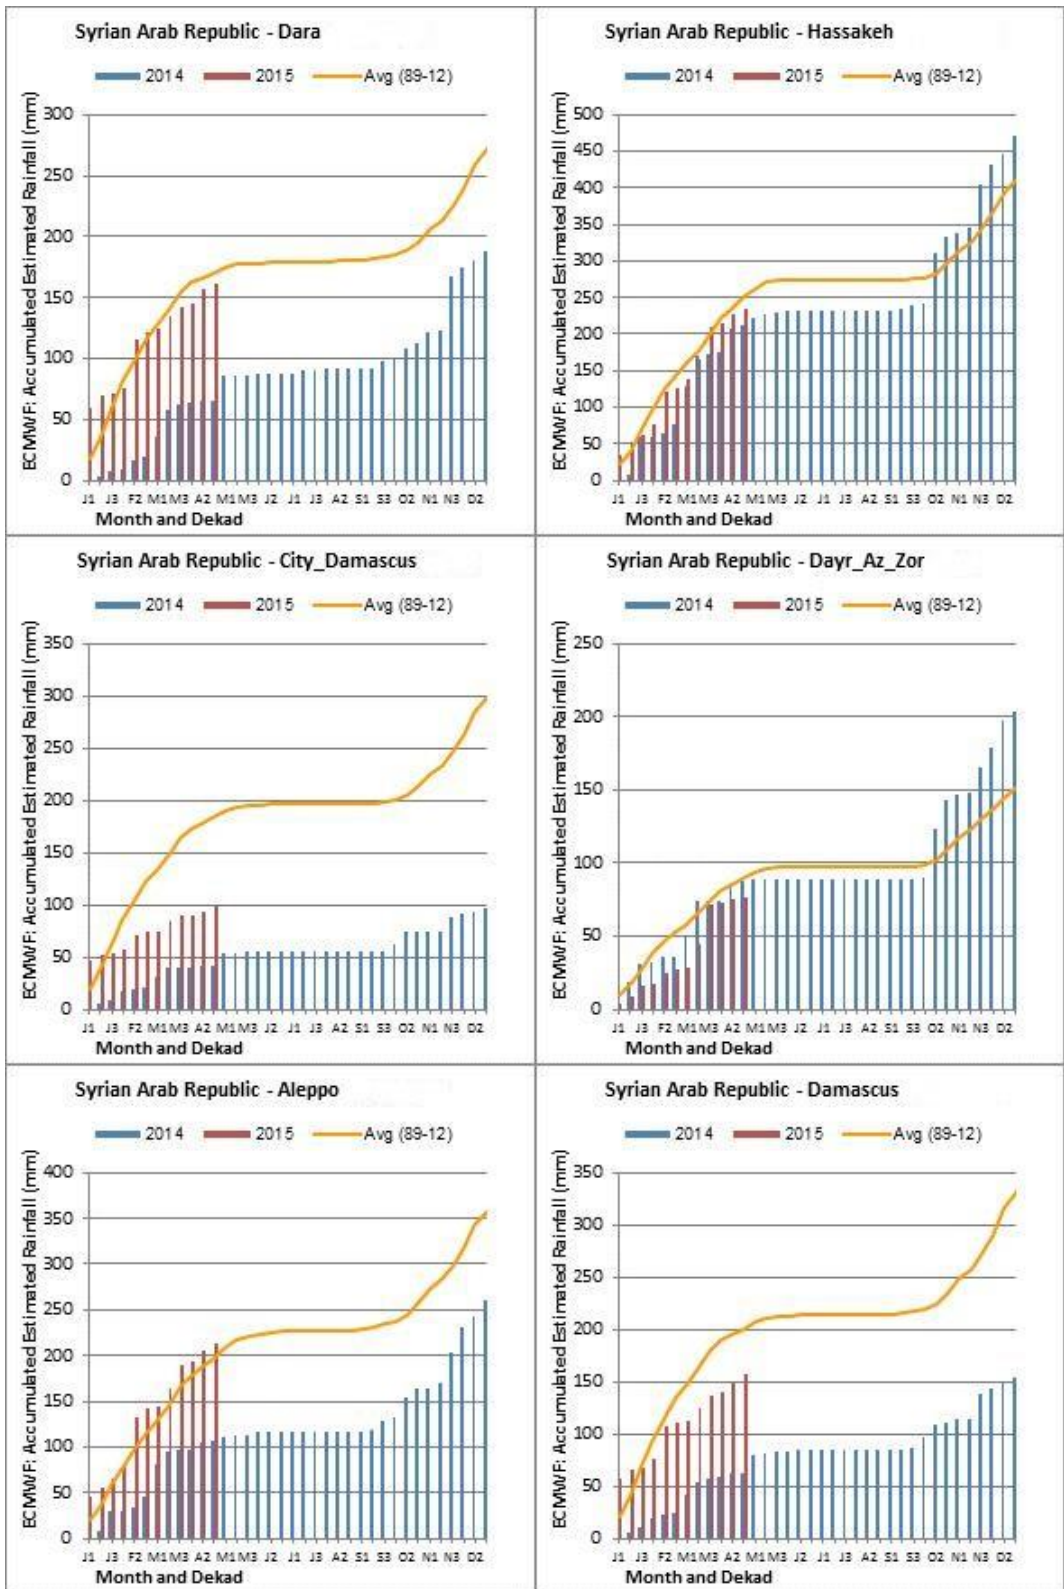 Syrian Arab Republic - Dara
2014 2015 Avg (89-12)
ECMWF: Accumulated Estimated Rainfall (mm)
300
250
200
150
100
50
0
J1 J3 F2 M1 M3 A2 M1 M3 J2 J1 J3 A2 S1 S3 O2 N1 N3 D2
Month and Dekad
Syrian Arab Republic - Hassakeh
2014 2015 Avg (89-12)
ECMWF: Accumulated Estimated Rainfall (mm)
500
450
400
350
300
250
200
150
100
50
0
J1 J3 F2 M1 M3 A2 M1 M3 J2 J1 J3 A2 S1 S3 O2 N1 N3 D2
Month and Dekad
Syrian Arab Republic - City_Damascus
2014 2015 Avg (89-12)
ECMWF: Accumulated Estimated Rainfall (mm)
350
300
250
200
150
100
50
0
J1 J3 F2 M1 M3 A2 M1 M3 J2 J1 J3 A2 S1 S3 O2 N1 N3 D2
Month and Dekad
Syrian Arab Republic - Dayr_Az_Zor
2014 2015 Avg (89-12)
ECMWF: Accumulated Estimated Rainfall (mm)
250
200
150
100
50
0
J1 J3 F2 M1 M3 A2 M1 M3 J2 J1 J3 A2 S1 S3 O2 N1 N3 D2
Month and Dekad
Syrian Arab Republic - Aleppo
2014 2015 Avg (89-12)
ECMWF: Accumulated Estimated Rainfall (mm)
400
350
300
250
200
150
100
50
0
J1 J3 F2 M1 M3 A2 M1 M3 J2 J1 J3 A2 S1 S3 O2 N1 N3 D2
Month and Dekad
Syrian Arab Republic - Damascus
2014 2015 Avg (89-12)
ECMWF: Accumulated Estimated Rainfall (mm)
350
300
250
200
150
100
50
0
J1 J3 F2 M1 M3 A2 M1 M3 J2 J1 J3 A2 S1 S3 O2 N1 N3 D2
Month and Dekad